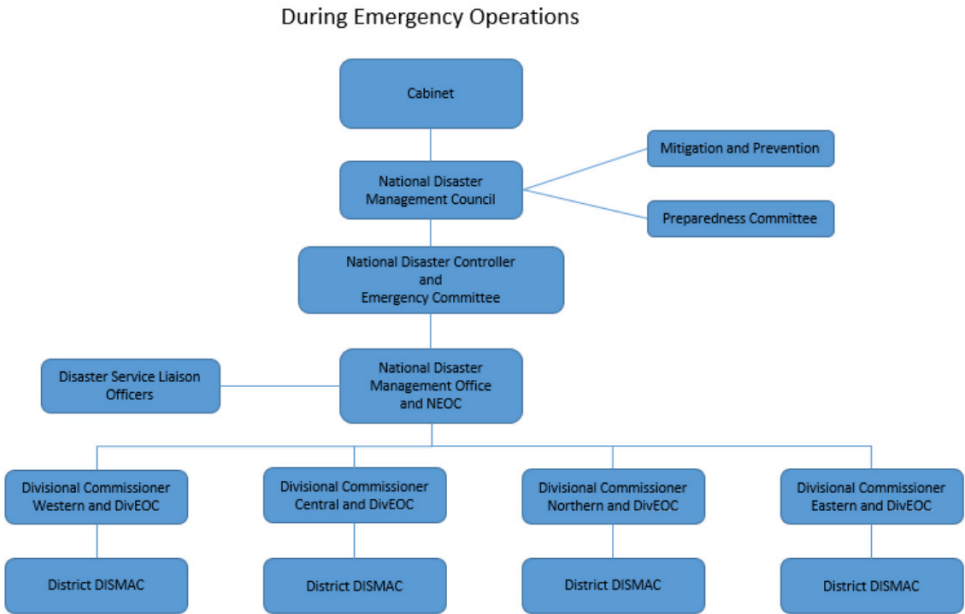 During Emergency Operations
Cabinet
Mitigation and Prevention
National Disaster
Management Council
Preparedness Committee
National Disaster Controller
and
Emergency Committee
National Disaster
Management Office
and NEOC
Disaster Service Liaison
Officers
Divisional Commissioner
Western and DivEOC
Divisional Commissioner
Central and DivEOC
Divisional Commissioner
Northern and DivEOC
Divisional Commissioner
Eastern and DivEOC
District DISMAC
District DISMAC
District DISMAC
District DISMAC